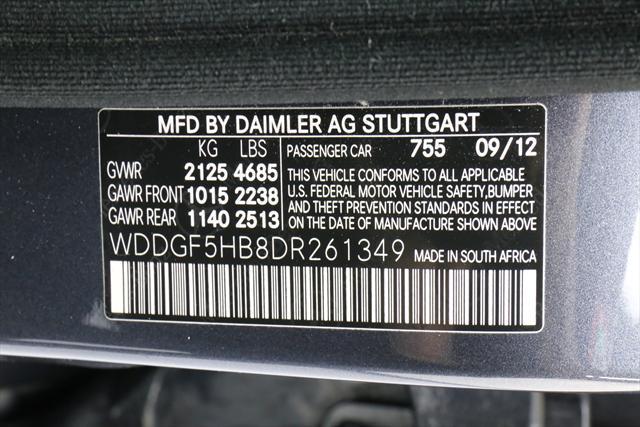 MFD BY DAIMLER AG STUTTGART
KG LBS PASSENGER CAR 755 09/12
GVWR 2125 4685 THIS VEHICLE CONFORMS TO ALL APPLICABLE
GAWR FRONT 1015 2238 U.S. FEDERAL MOTOR VEHICLE SAFETY,BUMPER
GAWR REAR 1140 2513 AND THEFT PREVENTION STANDARDS IN EFFECT
ON THE DATE OF MANUFACTURE SHOWN ABOVE.
WDDGF5HB8DR261349 MADE IN SOUTH AFRICA